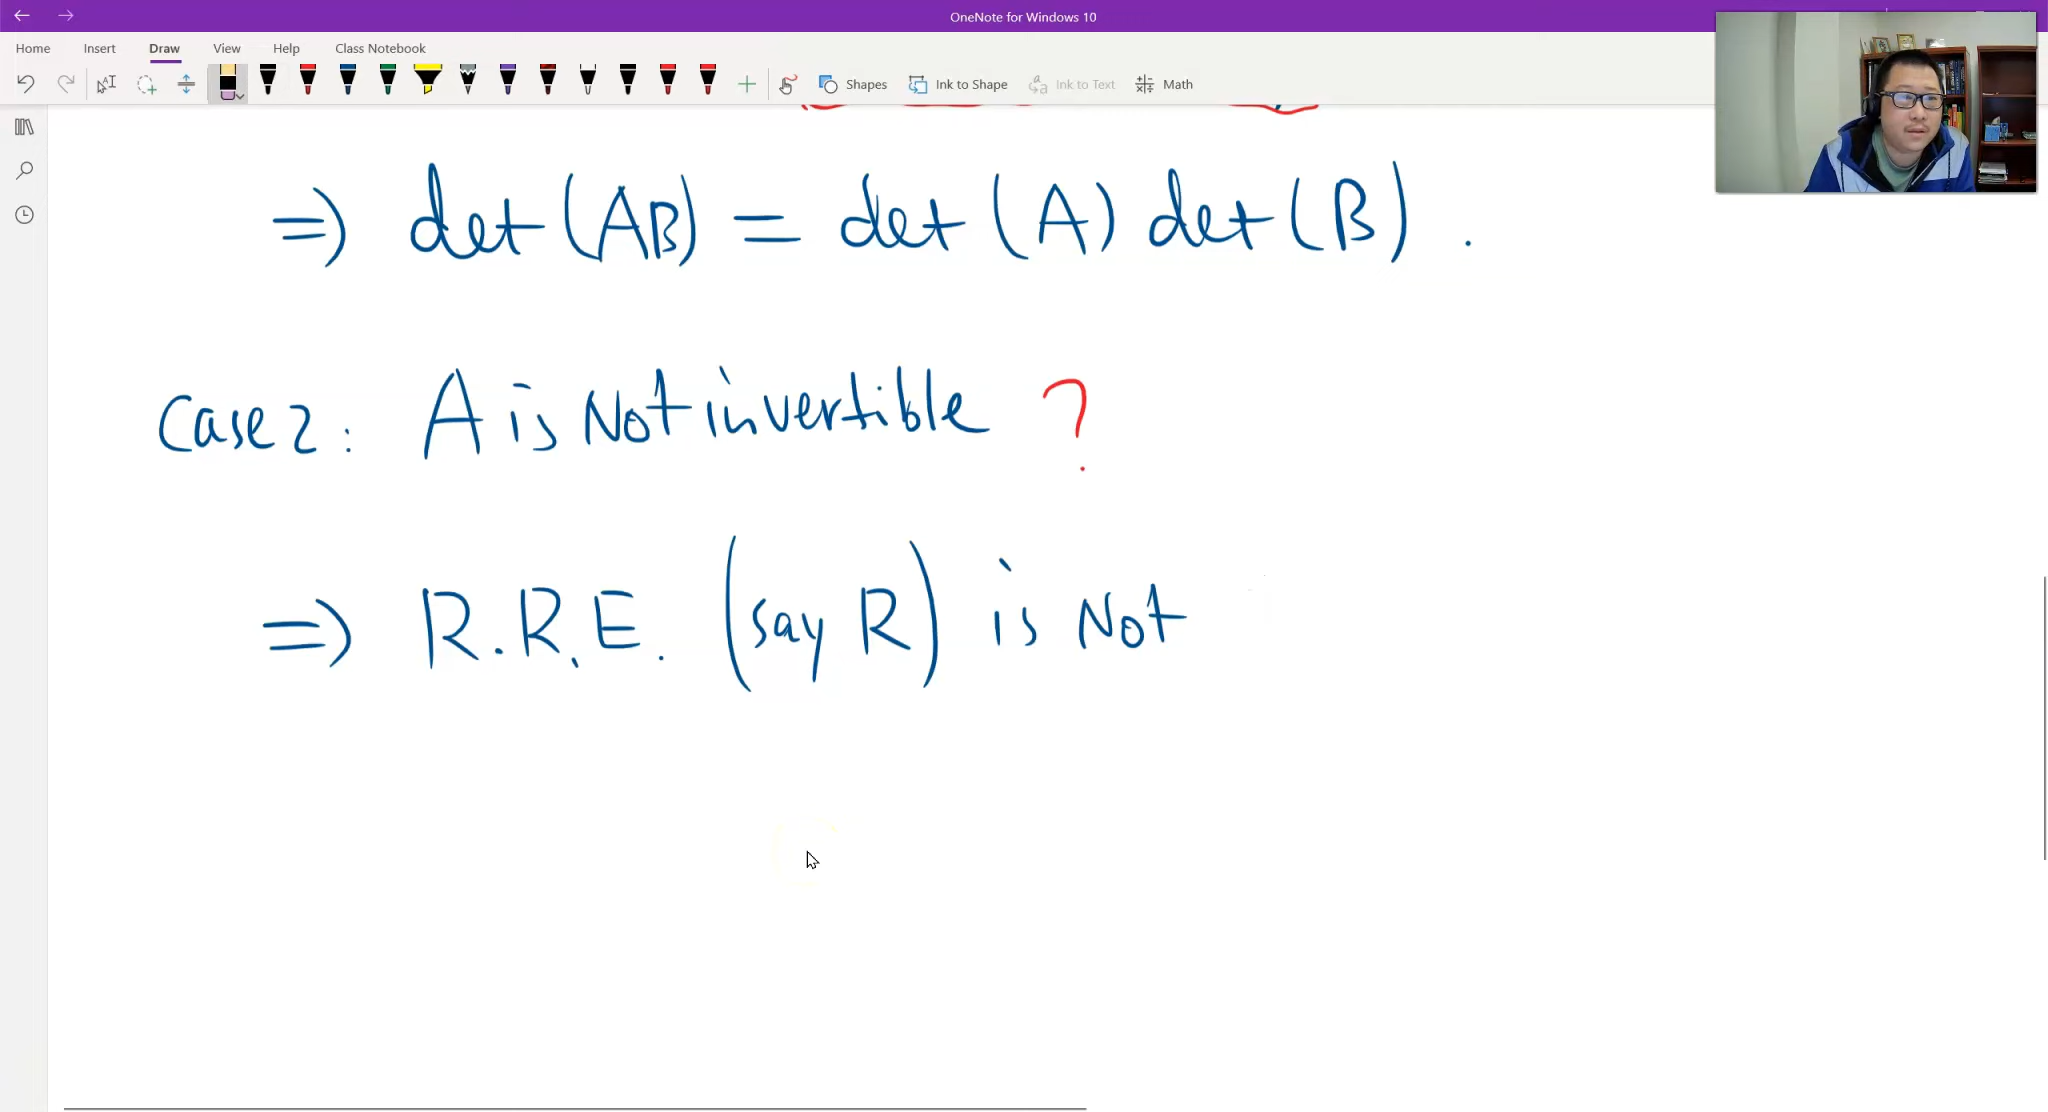 OneNote for Windows 10
Home Insert Draw View Help Class Notebook
Shapes Ink to Shape Ink to Text Math
=> det (AB) = det (A) det (B) .
Case 2: A is Not invertible ?
=> R.R.E. (say R) is Not